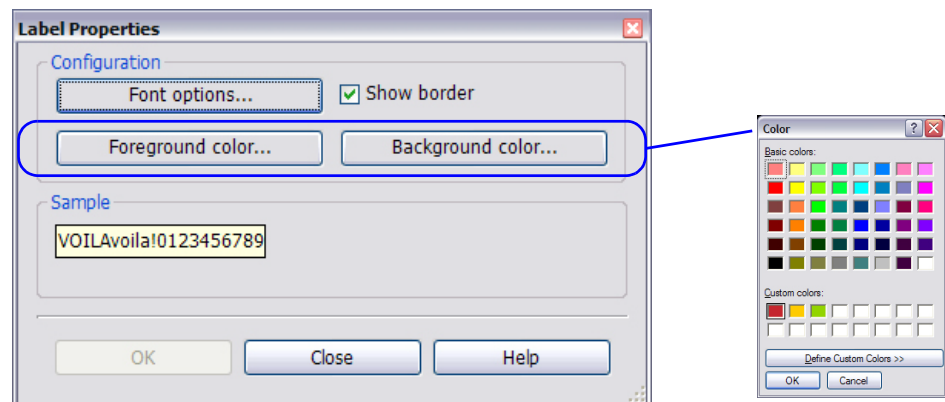 Label Properties
Configuration
Font options...
Show border
Foreground color...
Background color...
Sample
VOILAvoila!0123456789
OK
Close
Help
Color
?
Basic colors:
Custom colors:
Define Custom Colors >>
OK
Cancel